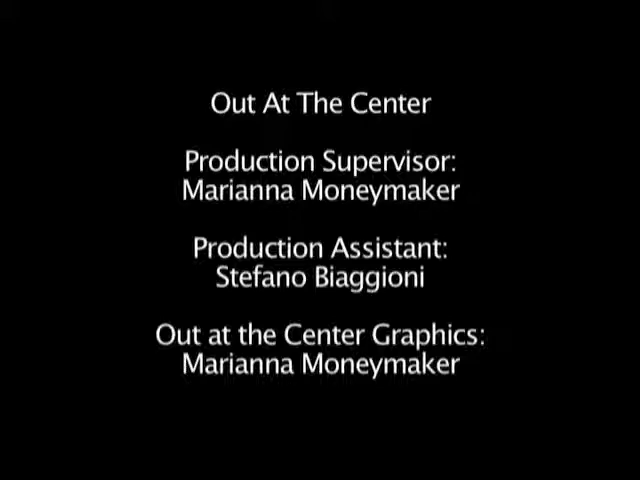 Out At The Center
Production Supervisor:
Marianna Moneymaker
Production Assistant:
Stefano Biaggioni
Out at the Center Graphics:
Marianna Moneymaker